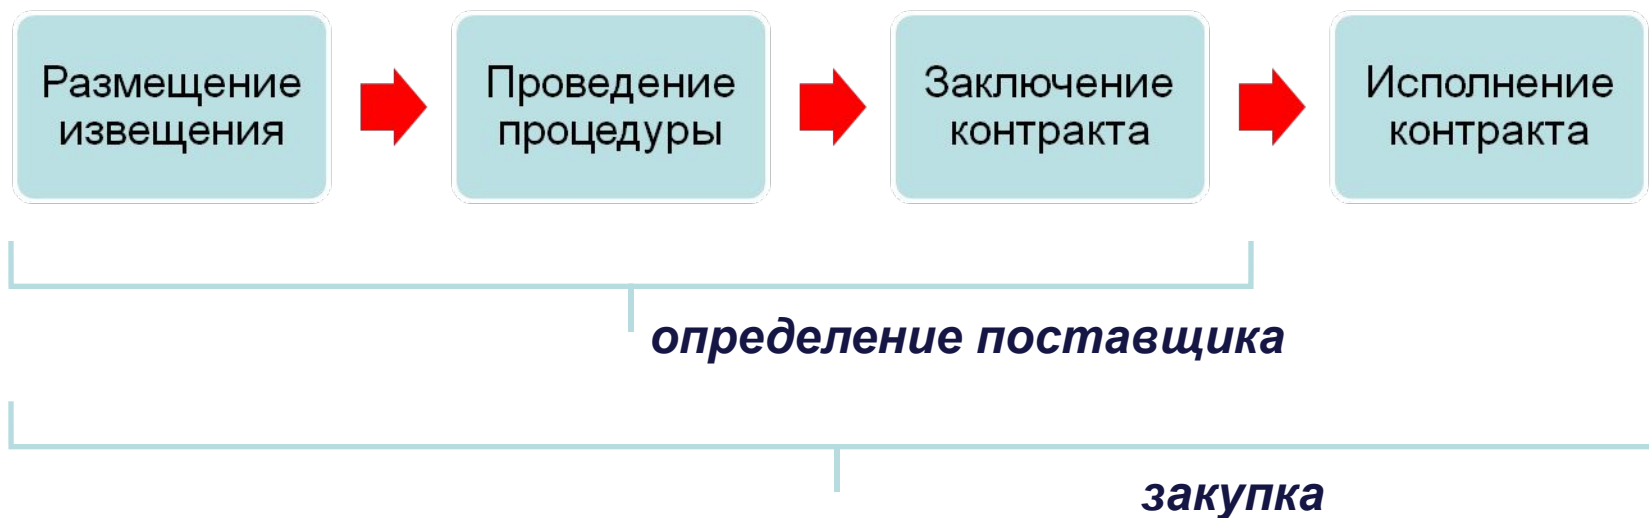 Размещение
извещения
Проведение
процедуры
Заключение
контракта
Исполнение
контракта
определение поставщика
закупка